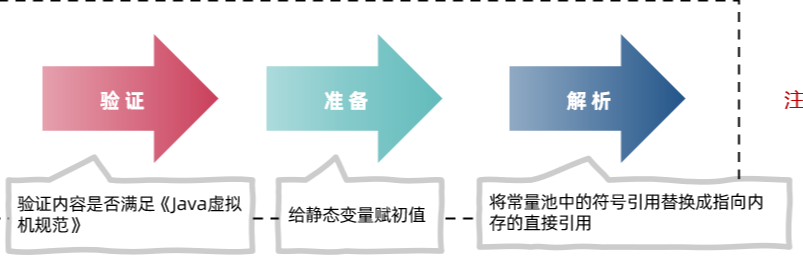 验证
准备
解析
注
验证内容是否满足《Java虚拟
机规范》
给静态变量赋初值
将常量池中的符号引用替换成指向内
存的直接引用